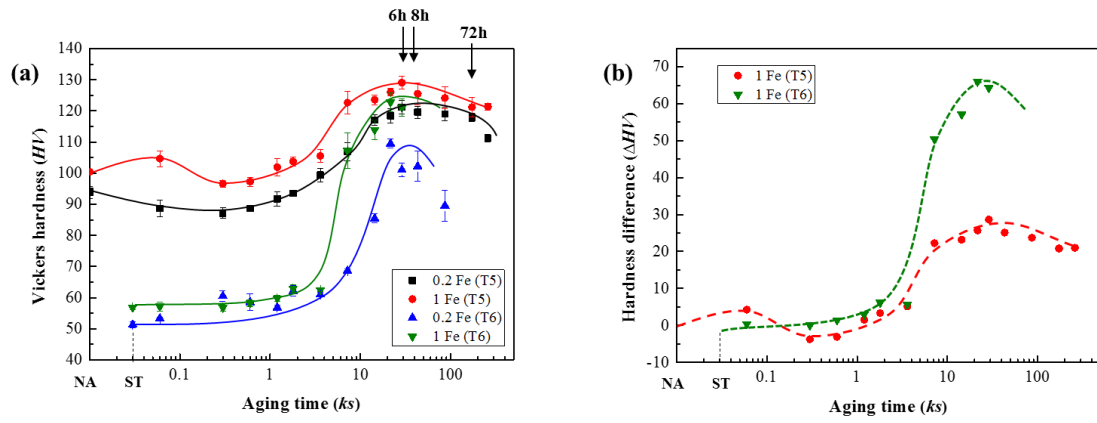 6h 8h
72h
(a)
140
130
120
110
100
90
80
70
60
50
40
Vickers hardness (HV)
0.2 Fe (T5)
1 Fe (T5)
0.2 Fe (T6)
1 Fe (T6)
NA
ST
0.1
1
10
100
Aging time (ks)
(b)
70
60
50
40
30
20
10
0
-10
Hardness difference (ΔHV)
1 Fe (T5)
1 Fe (T6)
NA
ST
0.1
1
10
100
Aging time (ks)